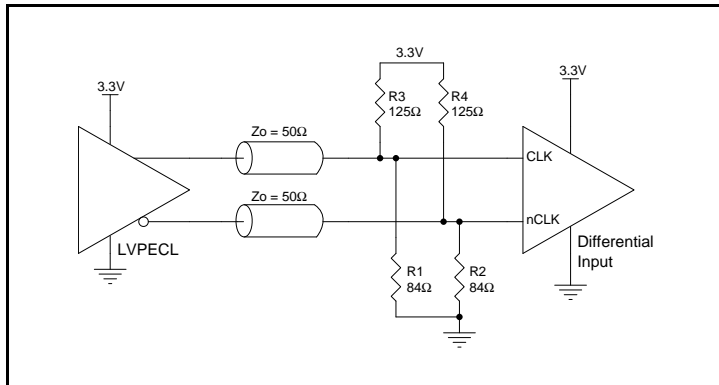 3.3V
3.3V
3.3V
R3
125Ω
R4
125Ω
Zo = 50Ω
CLK
Zo = 50Ω
nCLK
LVPECL
Differential
Input
R1
84Ω
R2
84Ω